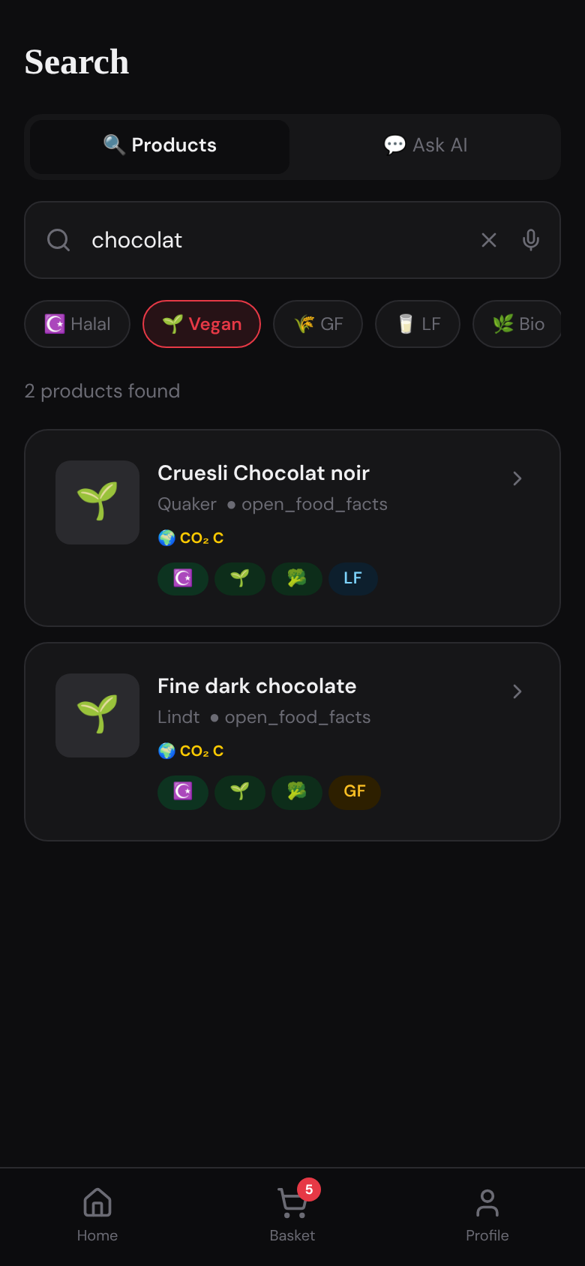 Search
🔍 Products
💬 Ask AI
chocolat
☪️ Halal
🌱 Vegan
🌾 GF
🥛 LF
🌿 Bio
2 products found
Cruesli Chocolat noir
Quaker • open_food_facts
🌍 CO₂ C
☪️ 🌱 🥦 LF
Fine dark chocolate
Lindt • open_food_facts
🌍 CO₂ C
☪️ 🌱 🥦 GF
5
Home
Basket
Profile